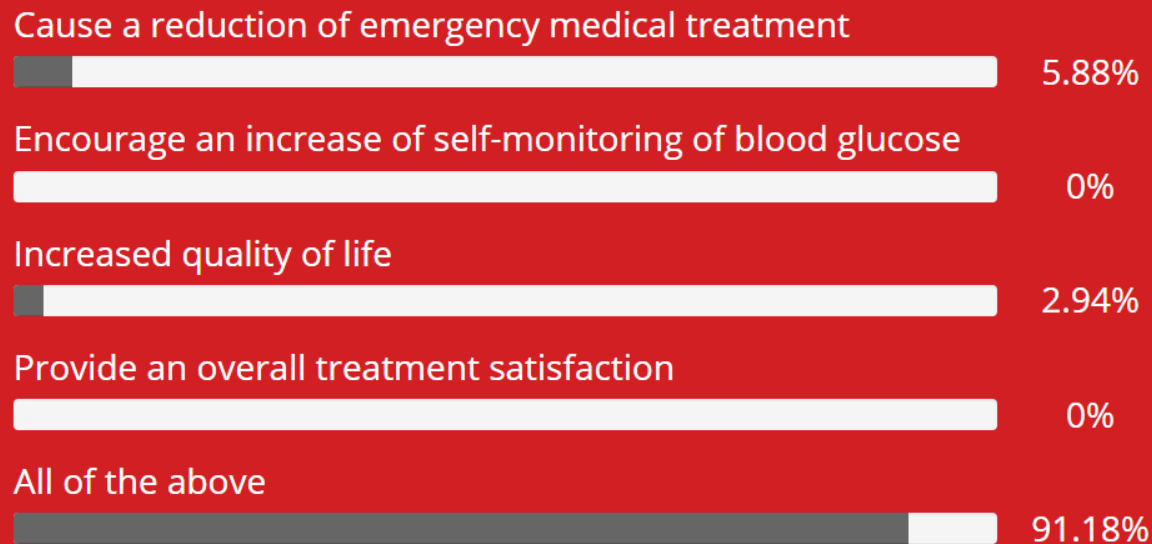 Cause a reduction of emergency medical treatment
5.88%
Encourage an increase of self-monitoring of blood glucose
0%
Increased quality of life
2.94%
Provide an overall treatment satisfaction
0%
All of the above
91.18%